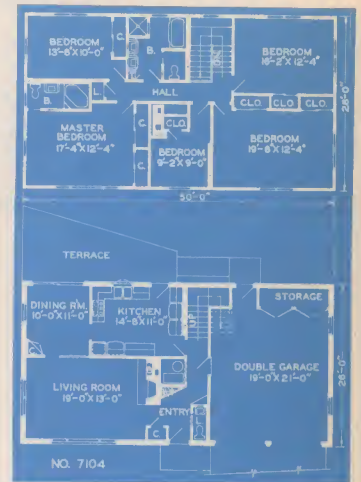 BEDROOM
13'-8"X10'-0"
C.
B.
DN.
BEDROOM
16'-2"X12'-4"
HALL
B.
L.
CLO.
CLO.
CLO.
MASTER
BEDROOM
17'-4"X12'-4"
C.
C.
CLO.
BEDROOM
9'-2"X9'-0"
BEDROOM
19'-8"X12'-4"
28'-0"
50'-0"
TERRACE
DINING R'M.
10'-0"X11'-0"
KITCHEN
14'-8"X11'-0"
UP
STORAGE
DOUBLE GARAGE
19'-0"X21'-0"
26'-0"
LIVING ROOM
19'-0"X13'-0"
ENTRY
C.
L.
NO. 7104